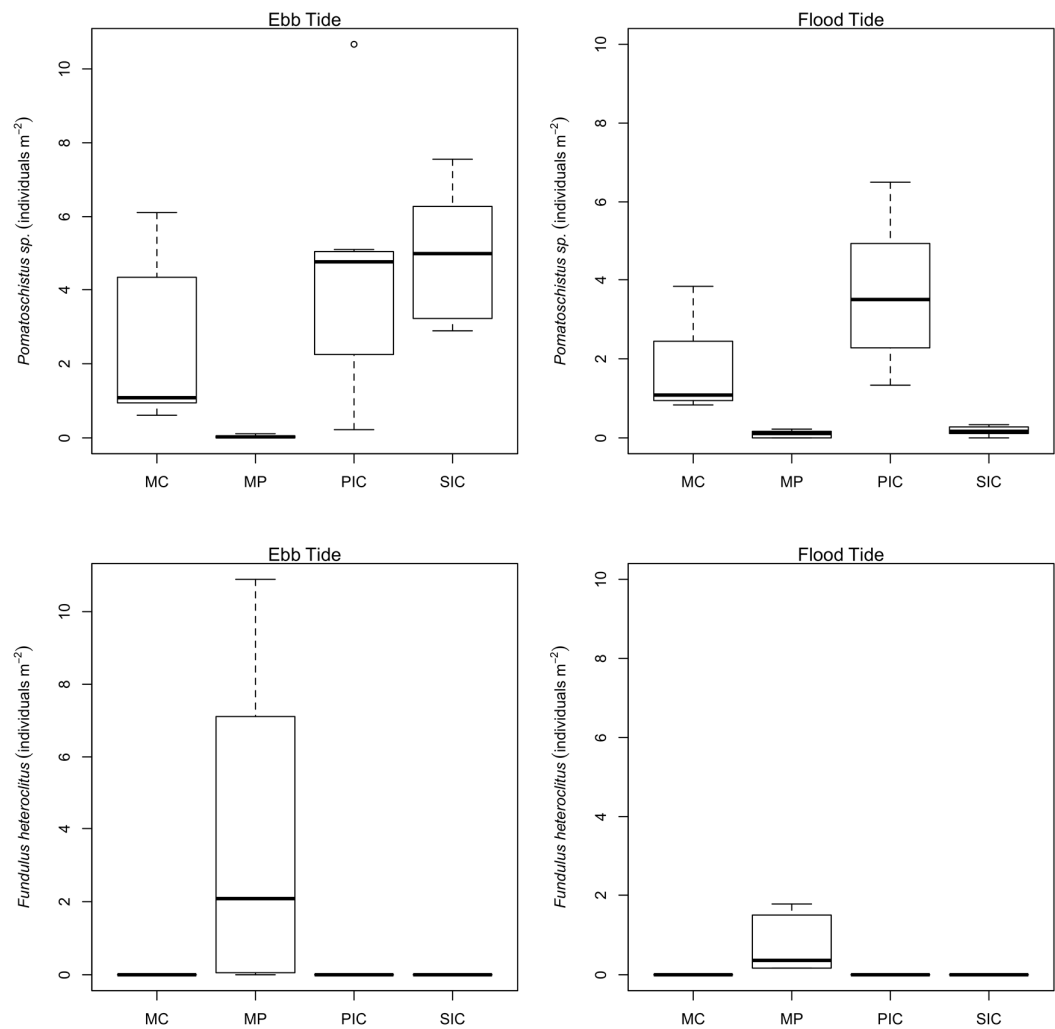 Ebb Tide
Pomatoschistus sp. (individuals m⁻²)
10
8
6
4
2
0
MC MP PIC SIC
Flood Tide
Pomatoschistus sp. (individuals m⁻²)
10
8
6
4
2
0
MC MP PIC SIC
Ebb Tide
Fundulus heteroclitus (individuals m⁻²)
10
8
6
4
2
0
MC MP PIC SIC
Flood Tide
Fundulus heteroclitus (individuals m⁻²)
10
8
6
4
2
0
MC MP PIC SIC